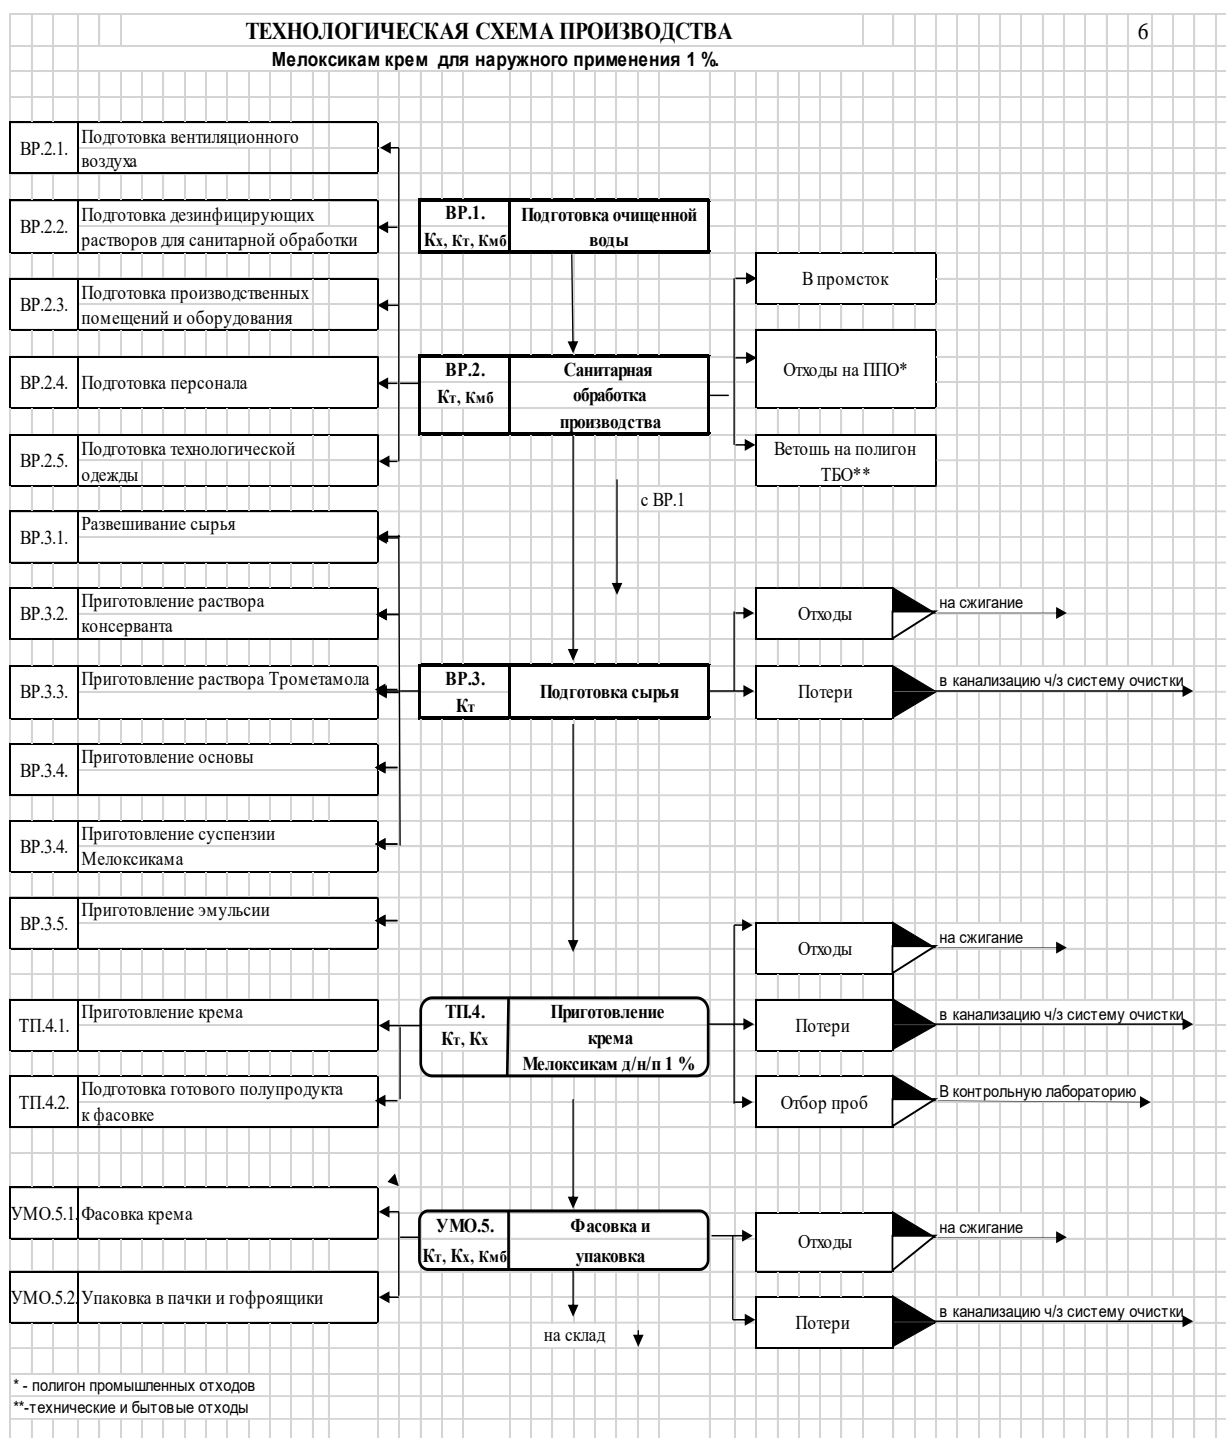 ТЕХНОЛОГИЧЕСКАЯ СХЕМА ПРОИЗВОДСТВА
6
Мелоксикам крем для наружного применения 1 %.
ВР.2.1.
Подготовка вентиляционного
воздуха
ВР.2.2.
Подготовка дезинфицирующих
растворов для санитарной обработки
ВР.1.
Кх, Кт, Кмб
Подготовка очищенной
воды
ВР.2.3.
Подготовка производственных
помещений и оборудования
В промсток
ВР.2.4.
Подготовка персонала
ВР.2.
Кт, Кмб
Санитарная
обработка
производства
Отходы на ППО*
ВР.2.5.
Подготовка технологической
одежды
Ветошь на полигон
ТБО**
с ВР.1
ВР.3.1.
Развешивание сырья
ВР.3.2.
Приготовление раствора
консерванта
Отходы
на сжигание
ВР.3.3.
Приготовление раствора Трометамола
ВР.3.
Кт
Подготовка сырья
Потери
в канализацию ч/з систему очистки
ВР.3.4.
Приготовление основы
ВР.3.4.
Приготовление суспензии
Мелоксикама
ВР.3.5.
Приготовление эмульсии
Отходы
на сжигание
ТП.4.1.
Приготовление крема
ТП.4.
Кт, Кх
Приготовление
крема
Мелоксикам д/н/п 1 %
Потери
в канализацию ч/з систему очистки
ТП.4.2.
Подготовка готового полупродукта
к фасовке
Отбор проб
В контрольную лабораторию
УМО.5.1.
Фасовка крема
УМО.5.
Кт, Кх, Кмб
Фасовка и
упаковка
Отходы
на сжигание
УМО.5.2.
Упаковка в пачки и гофроящики
Потери
в канализацию ч/з систему очистки
на склад
* - полигон промышленных отходов
**-технические и бытовые отходы